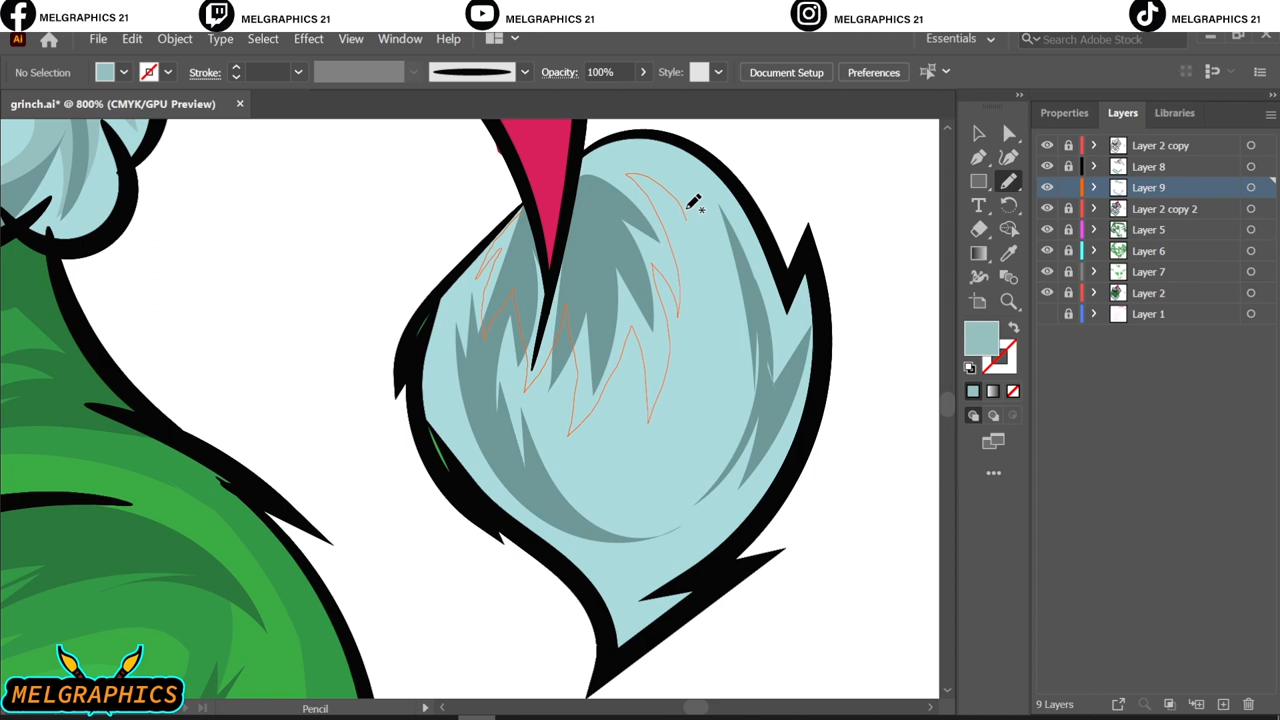 MELGRAPHICS 21
MELGRAPHICS 21
MELGRAPHICS 21
MELGRAPHICS 21
MELGRAPHICS 21
Ai File Edit Object Type Select Effect View Window Help Essentials Search Adobe Stock
No Selection Stroke: Basic Opacity: 100% Style: Document Setup Preferences
grinch.ai* @ 800% (CMYK/GPU Preview) ×
Properties Layers Libraries
Layer 2 copy
Layer 8
Layer 9
Layer 2 copy 2
Layer 5
Layer 6
Layer 7
Layer 2
Layer 1
MELGRAPHICS
Pencil
9 Layers